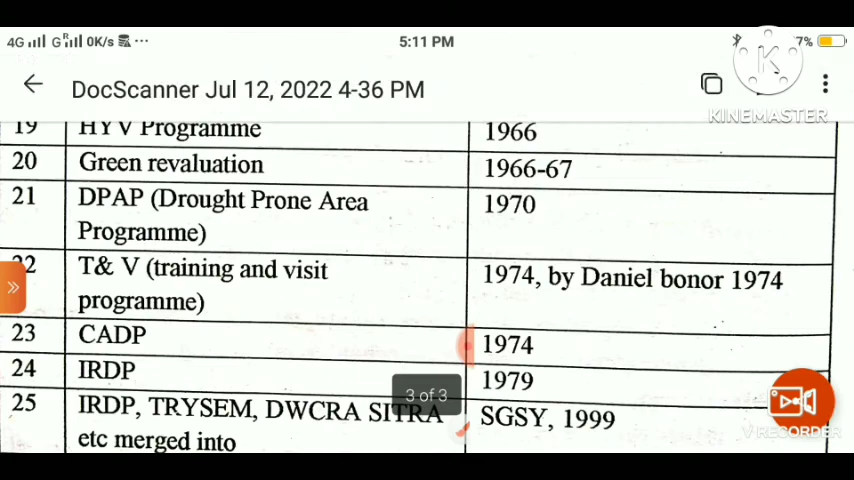 4G G R 0K/s ··· 5:11 PM 7%
DocScanner Jul 12, 2022 4-36 PM
KINEMASTER
19 HYV Programme 1966
20 Green revaluation 1966-67
21 DPAP (Drought Prone Area 1970
Programme)
22 T& V (training and visit 1974, by Daniel bonor 1974
programme)
23 CADP 1974
24 IRDP 1979
3 of 3
25 IRDP, TRYSEM, DWCRA SITRA SGSY, 1999
etc merged into
V RECORDER